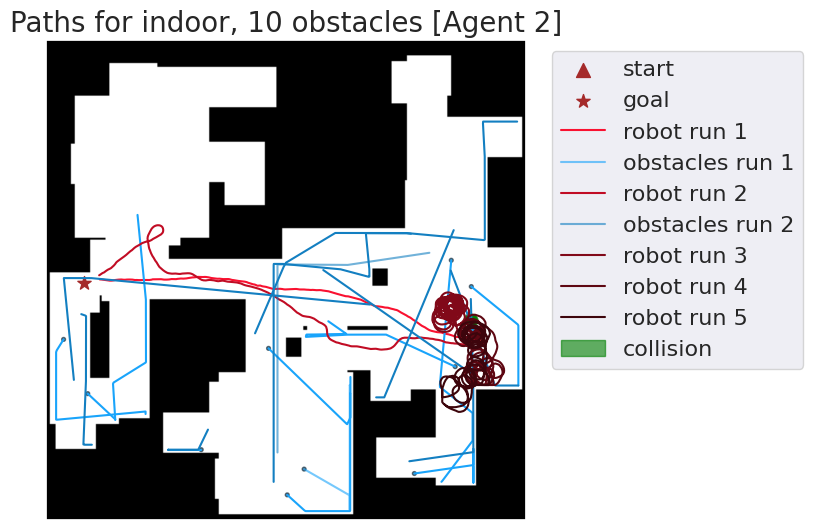 Paths for indoor, 10 obstacles [Agent 2]
start
goal
robot run 1
obstacles run 1
robot run 2
obstacles run 2
robot run 3
robot run 4
robot run 5
collision